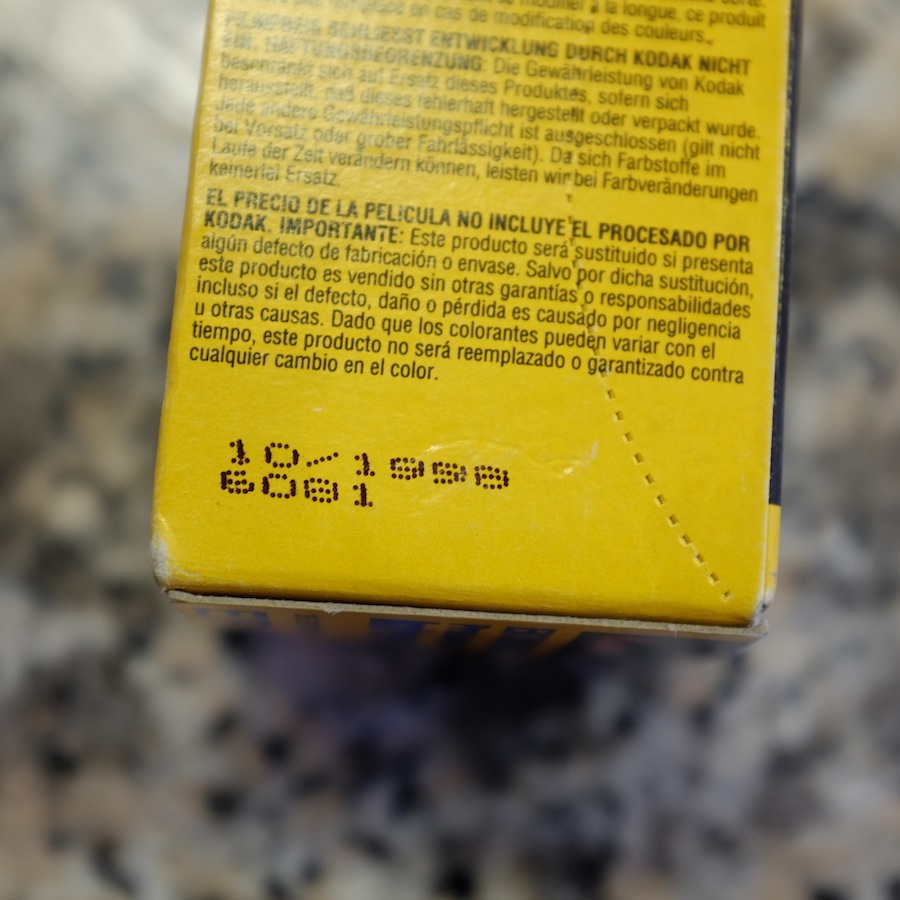 modifier à la longue, ce produit
en cas de modification des couleurs.
FILMPREIS SCHLIESST ENTWICKLUNG DURCH KODAK NICHT
EIN. HAFTUNGSBEGRENZUNG: Die Gewährleistung von Kodak
beschränkt sich auf Ersatz dieses Produktes, sofern sich
herausstellt, daß dieses fehlerhaft hergestellt oder verpackt wurde.
Jede andere Gewährleistungspflicht ist ausgeschlossen (gilt nicht
bei Vorsatz oder grober Fahrlässigkeit). Da sich Farbstoffe im
Laufe der Zeit verändern können, leisten wir bei Farbveränderungen
keinerlei Ersatz.
EL PRECIO DE LA PELICULA NO INCLUYE EL PROCESADO POR
KODAK. IMPORTANTE: Este producto será sustituido si presenta
algún defecto de fabricación o envase. Salvo por dicha sustitución,
este producto es vendido sin otras garantías o responsabilidades
incluso si el defecto, daño o pérdida es causado por negligencia
u otras causas. Dado que los colorantes pueden variar con el
tiempo, este producto no será reemplazado o garantizado contra
cualquier cambio en el color.
10/1998
6081